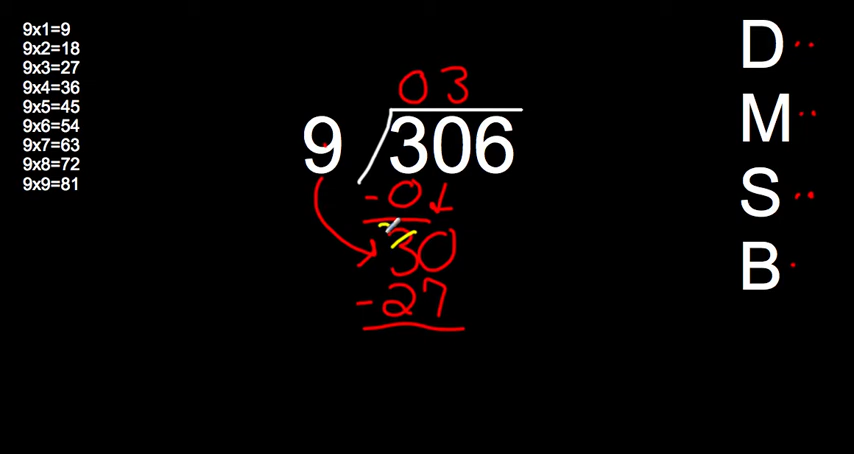 9x1=9
9x2=18
9x3=27
9x4=36
9x5=45
9x6=54
9x7=63
9x8=72
9x9=81
03
9 306
-0
30
-27
D
M
S
B